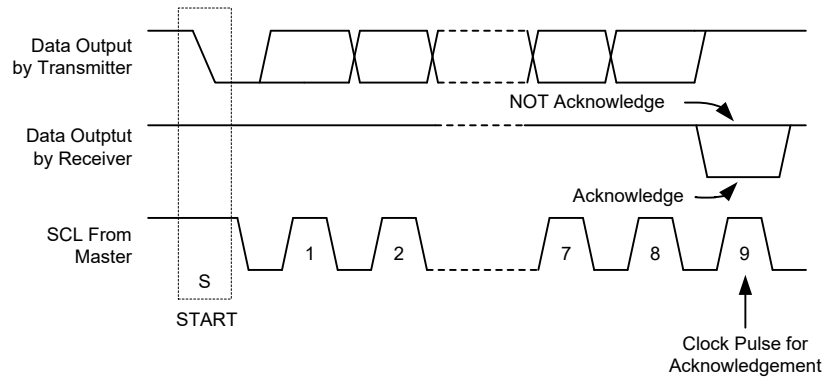 Data Output
by Transmitter
NOT Acknowledge
Data Outptut
by Receiver
Acknowledge
SCL From
Master
1
2
7
8
9
S
START
Clock Pulse for
Acknowledgement